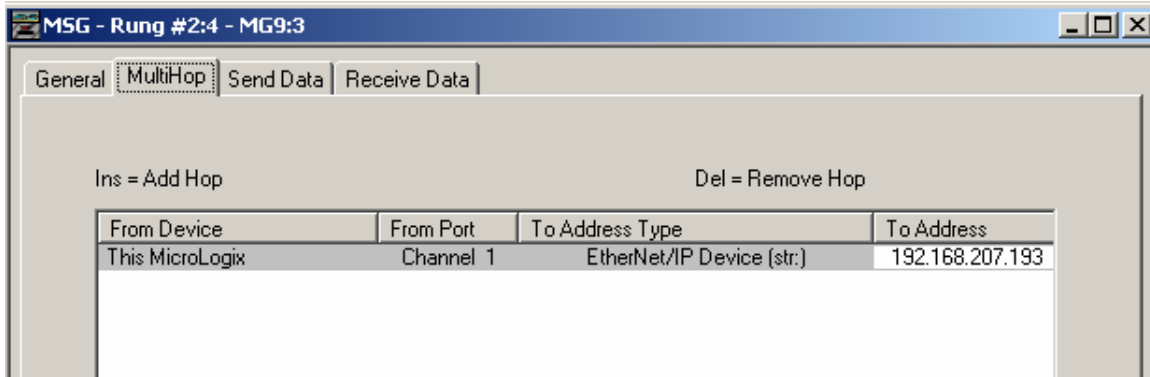 MSG - Rung #2:4 - MG9:3
General MultiHop Send Data Receive Data
Ins = Add Hop Del = Remove Hop
From Device From Port To Address Type To Address
This MicroLogix Channel 1 EtherNet/IP Device (str:) 192.168.207.193